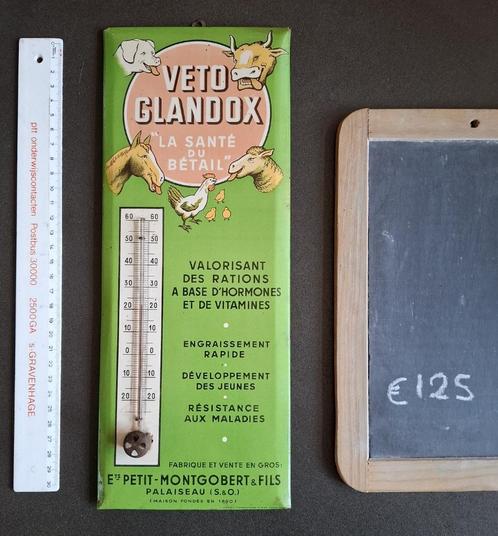 VETO
GLANDOX
"LA SANTÉ
DU
BÉTAIL"
60 60
50 50
40 40
30 30
20 20
10 10
0 0
10 10
20 20
VALORISANT
DES RATIONS
A BASE D'HORMONES
ET DE VITAMINES
ENGRAISSEMENT
RAPIDE
DÉVELOPPEMENT
DES JEUNES
RÉSISTANCE
AUX MALADIES
FABRIQUE ET VENTE EN GROS:
ETS PETIT-MONTGOBERT & FILS
PALAISEAU (S.&O.)
(MAISON FONDÉE EN 1890)
ptt onderwijscontacten Postbus 30000 2500 GA 's-GRAVENHAGE
€125